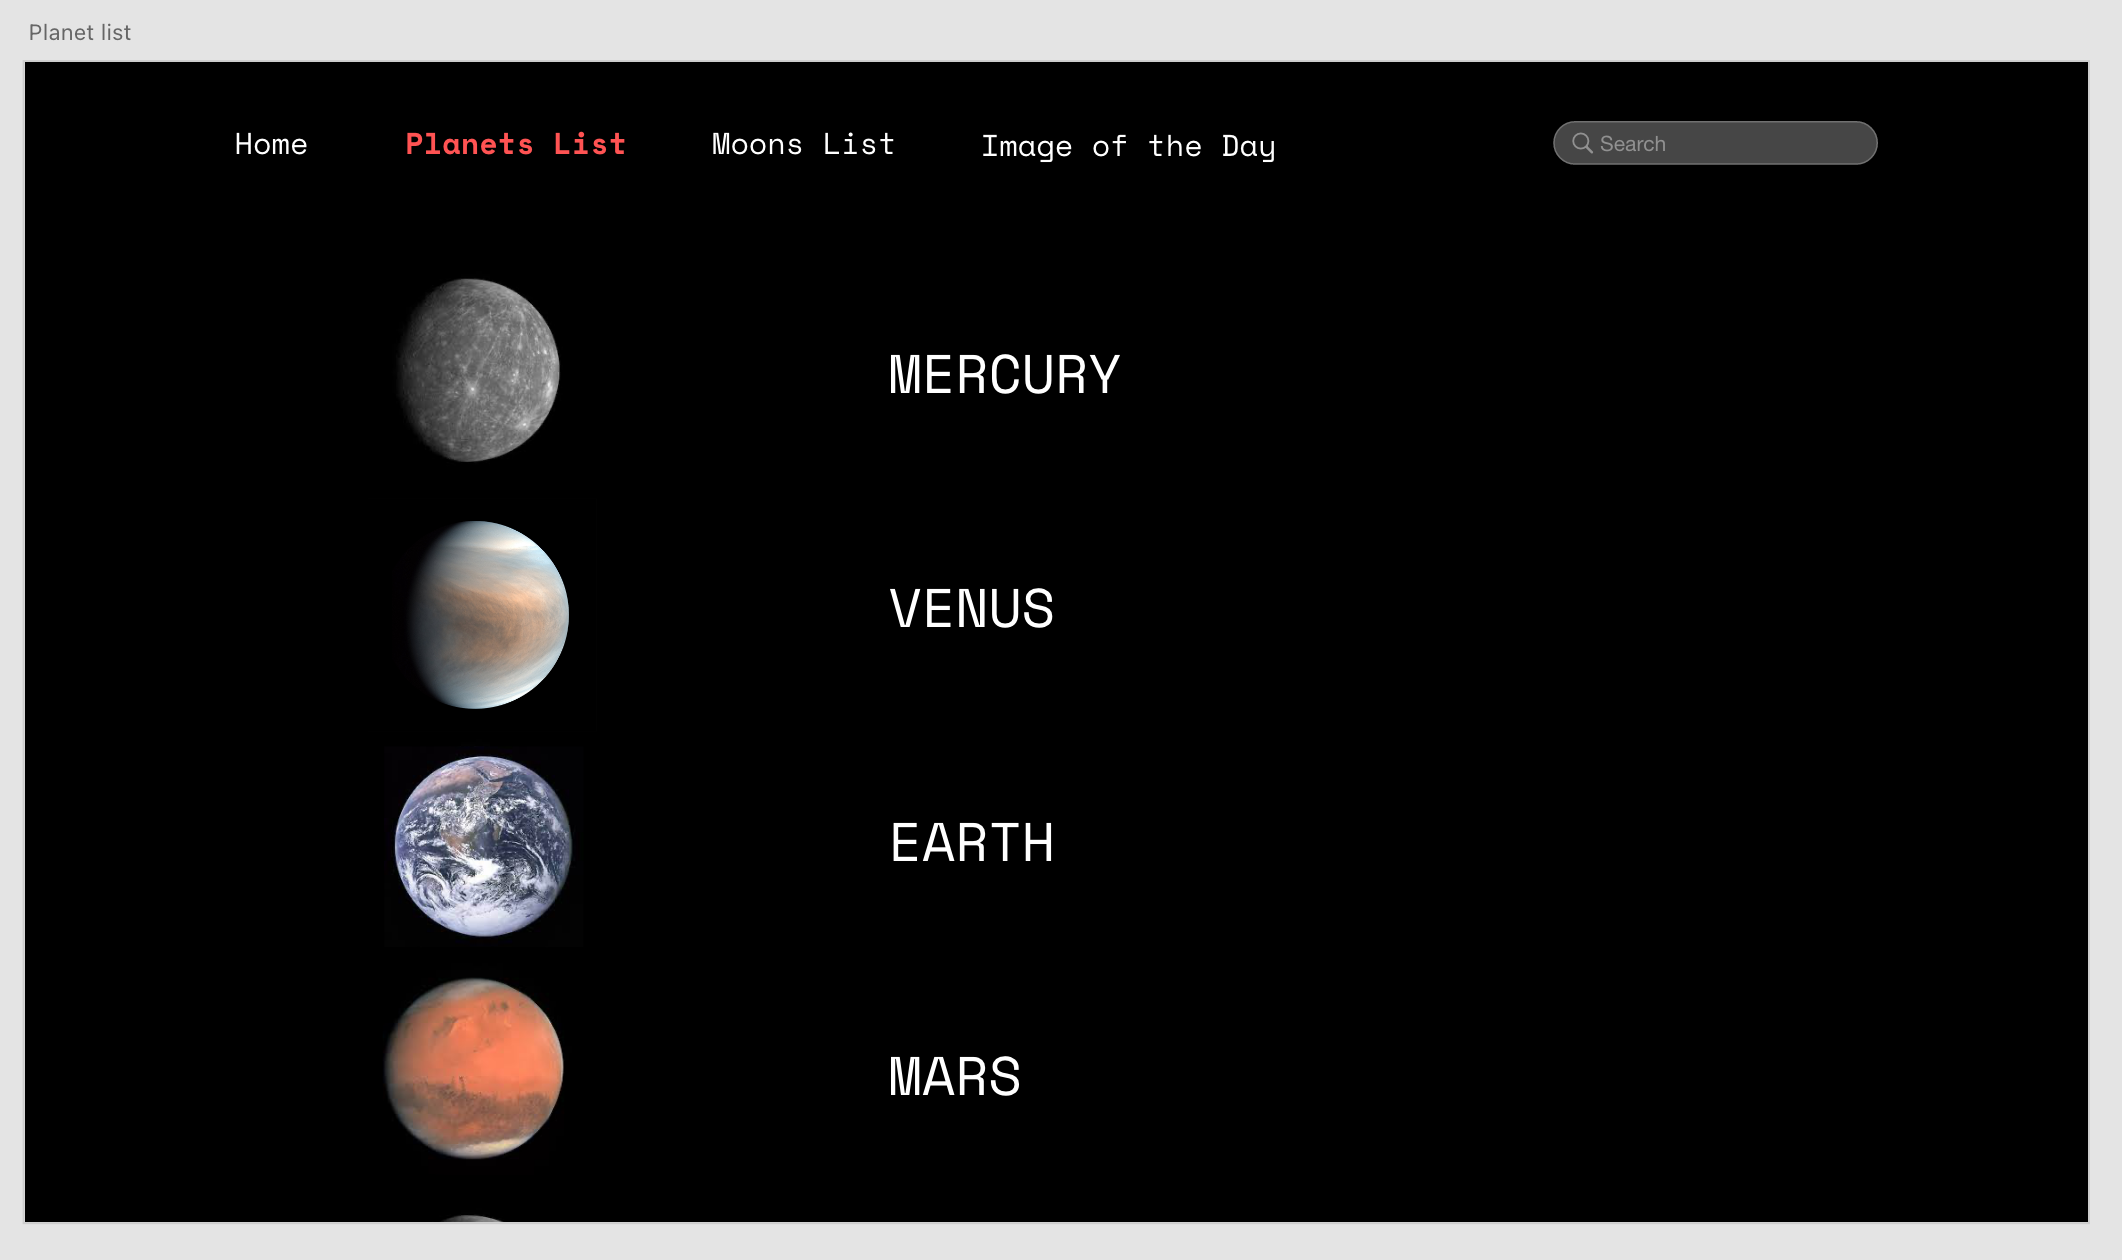 Planet list
Home Planets List Moons List Image of the Day Search
MERCURY
VENUS
EARTH
MARS